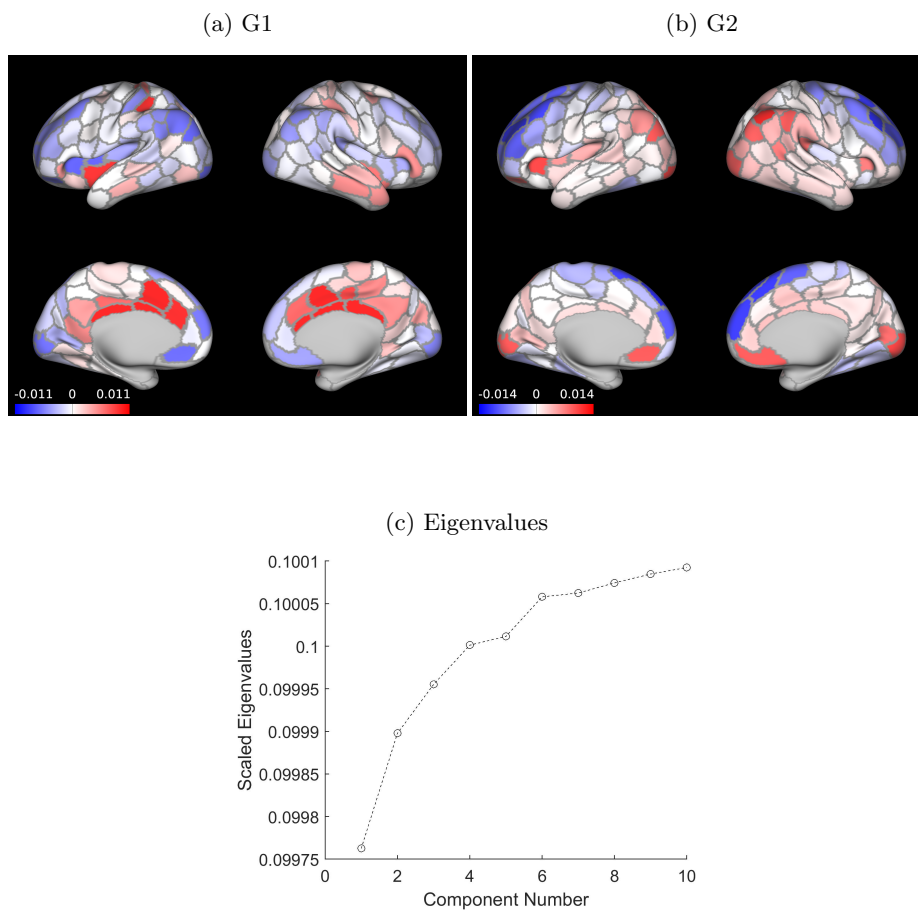 (a) G1
(b) G2
-0.011 0 0.011
-0.014 0 0.014
(c) Eigenvalues
0.1001
0.10005
0.1
0.09995
0.0999
0.09985
0.0998
0.09975
Scaled Eigenvalues
0 2 4 6 8 10
Component Number